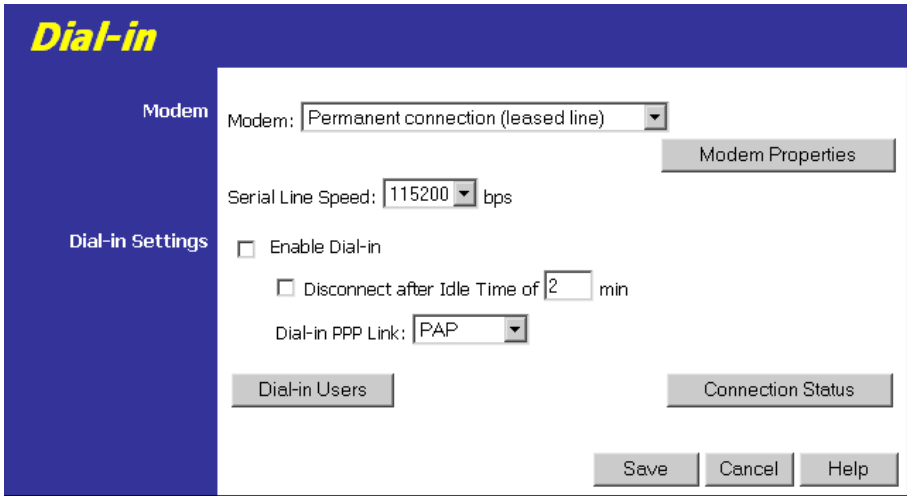 Dial-in
Modem
Modem: Permanent connection (leased line)
Modem Properties
Serial Line Speed: 115200 bps
Dial-in Settings
Enable Dial-in
Disconnect after Idle Time of 2 min
Dial-in PPP Link: PAP
Dial-in Users
Connection Status
Save
Cancel
Help